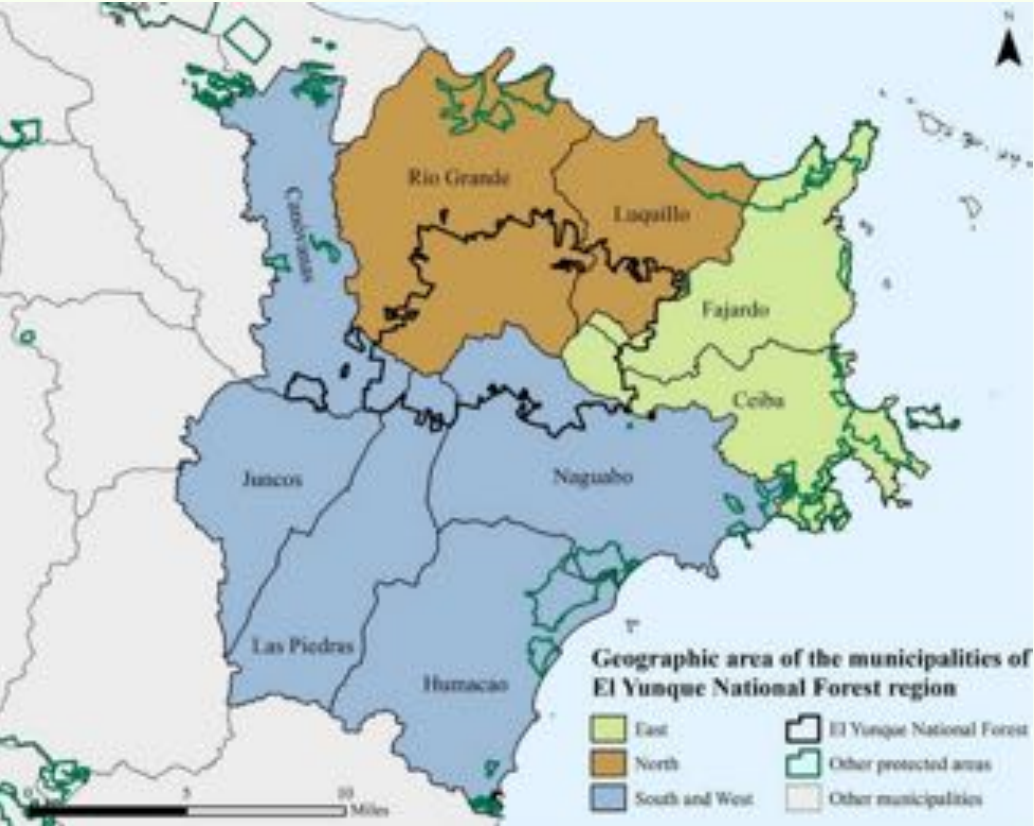 N
Rio Grande
Luquillo
Canovanas
Fajardo
Ceiba
Juncos
Naguabo
Las Piedras
Humacao
Geographic area of the municipalities of
El Yunque National Forest region
East
El Yunque National Forest
North
Other protected areas
South and West
Other municipalities
0 5 10
Miles